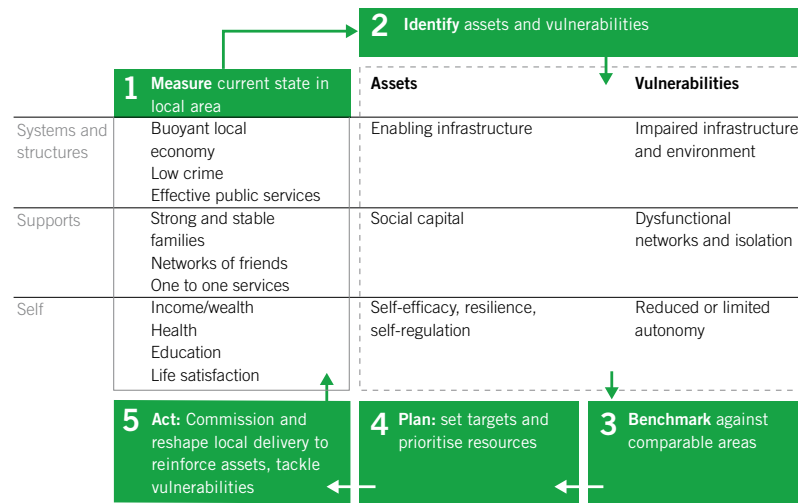 2 Identify assets and vulnerabilities
1 Measure current state in
local area
Assets
Vulnerabilities
Systems and
structures
Buoyant local
economy
Low crime
Effective public services
Enabling infrastructure
Impaired infrastructure
and environment
Supports
Strong and stable
families
Networks of friends
One to one services
Social capital
Dysfunctional
networks and isolation
Self
Income/wealth
Health
Education
Life satisfaction
Self-efficacy, resilience,
self-regulation
Reduced or limited
autonomy
5 Act: Commission and
reshape local delivery to
reinforce assets, tackle
vulnerabilities
4 Plan: set targets and
prioritise resources
3 Benchmark against
comparable areas